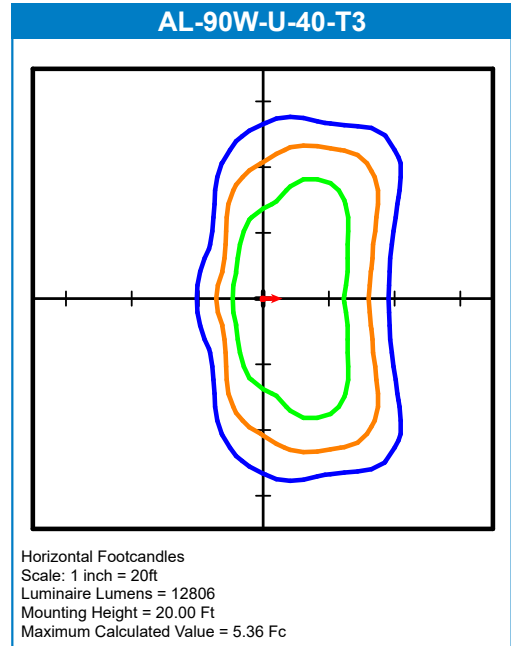 AL-90W-U-40-T3
Horizontal Footcandles
Scale: 1 inch = 20ft
Luminaire Lumens = 12806
Mounting Height = 20.00 Ft
Maximum Calculated Value = 5.36 Fc